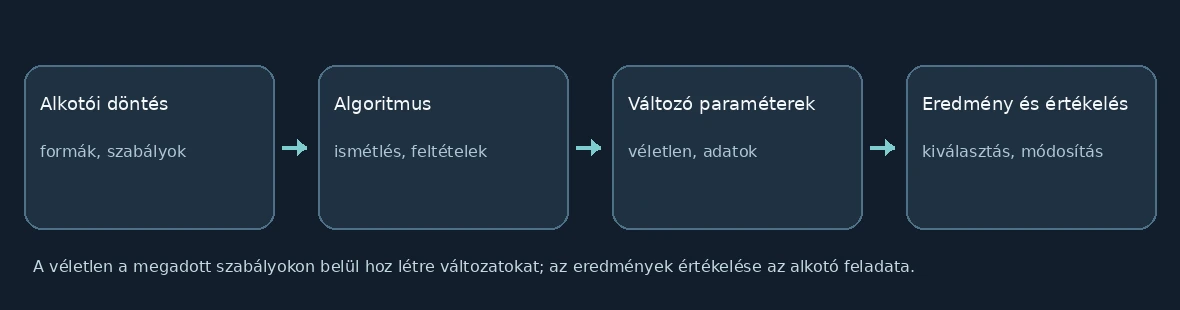 Alkotói döntés
formák, szabályok
Algoritmus
ismétlés, feltételek
Változó paraméterek
véletlen, adatok
Eredmény és értékelés
kiválasztás, módosítás
A véletlen a megadott szabályokon belül hoz létre változatokat; az eredmények értékelése az alkotó feladata.